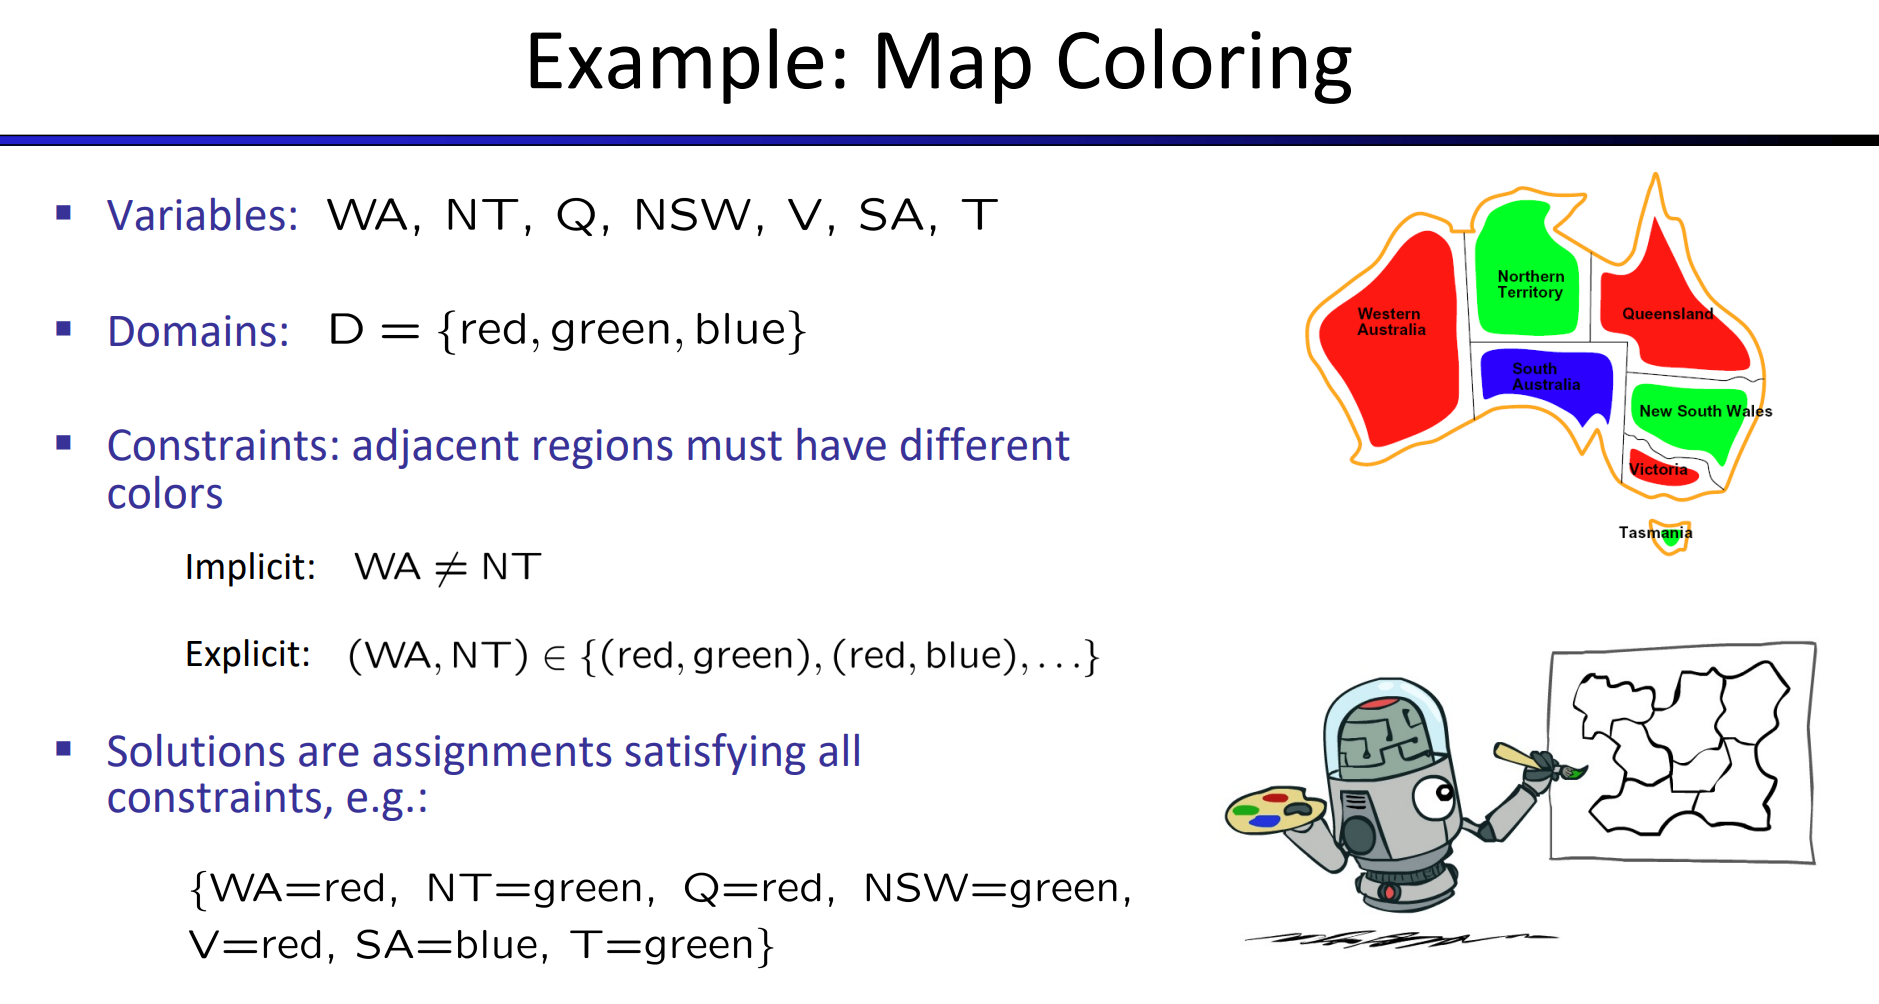 Example: Map Coloring
▪ Variables: WA, NT, Q, NSW, V, SA, T
▪ Domains: D = {red, green, blue}
▪ Constraints: adjacent regions must have different
colors
Implicit: WA ≠ NT
Explicit: (WA, NT) ∈ {(red, green), (red, blue), ...}
▪ Solutions are assignments satisfying all
constraints, e.g.:
{WA=red, NT=green, Q=red, NSW=green,
V=red, SA=blue, T=green}
Northern
Territory
Western
Australia
Queensland
South
Australia
New South Wales
Victoria
Tasmania